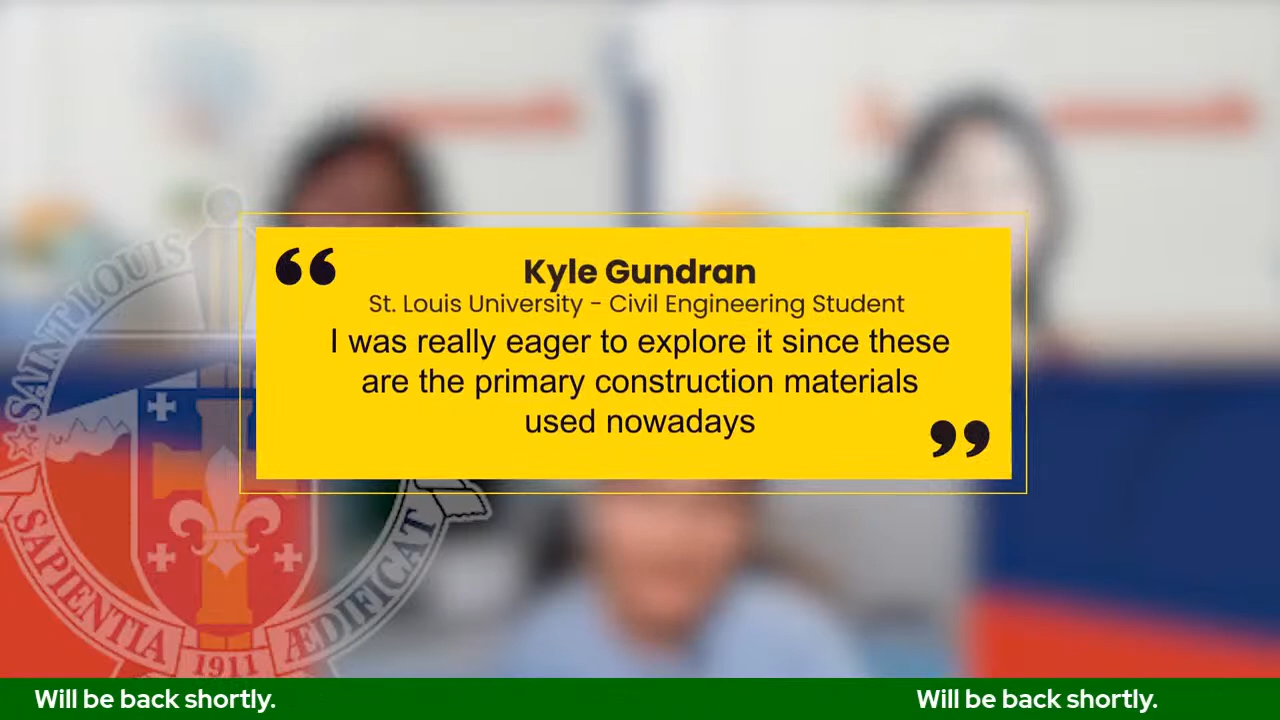 SAINT LOUIS
“
Kyle Gundran
St. Louis University - Civil Engineering Student
I was really eager to explore it since these
are the primary construction materials
used nowadays
”
SAPIENTIA ÆDIFICAT
1911
Will be back shortly. Will be back shortly.